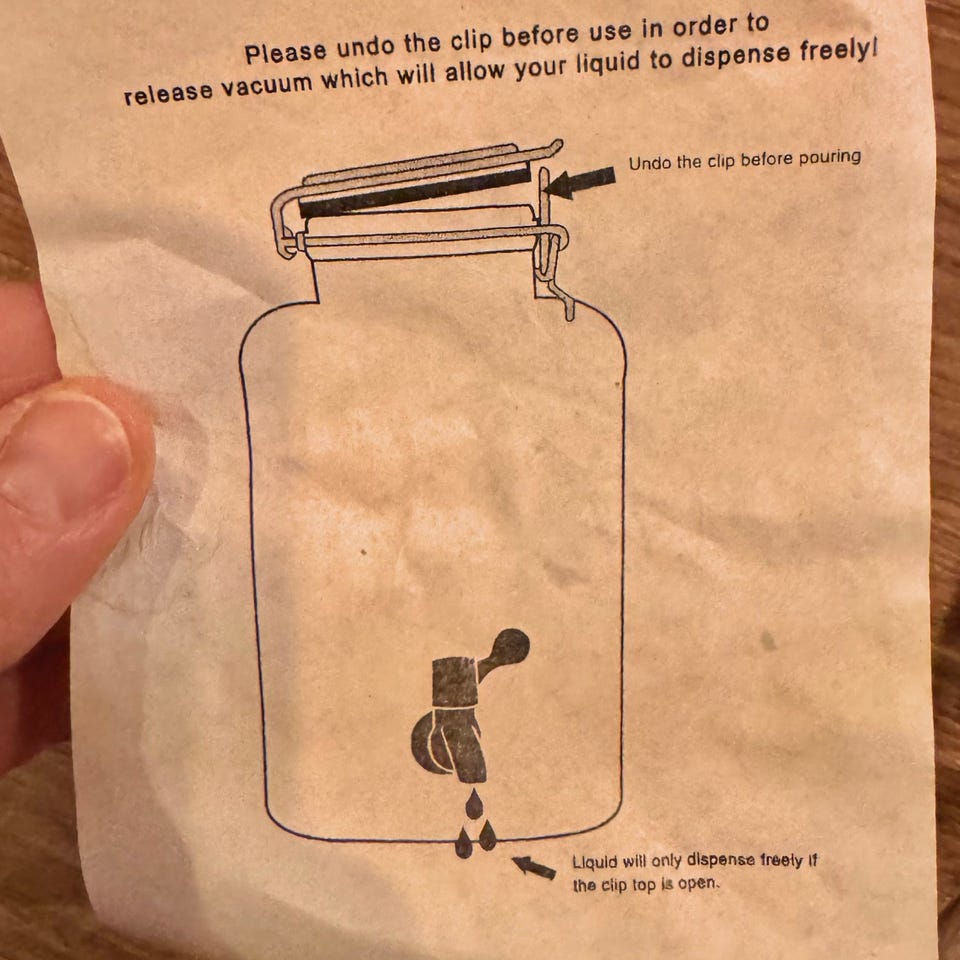 Please undo the clip before use in order to
release vacuum which will allow your liquid to dispense freely!
Undo the clip before pouring
Liquid will only dispense freely if
the clip top is open.